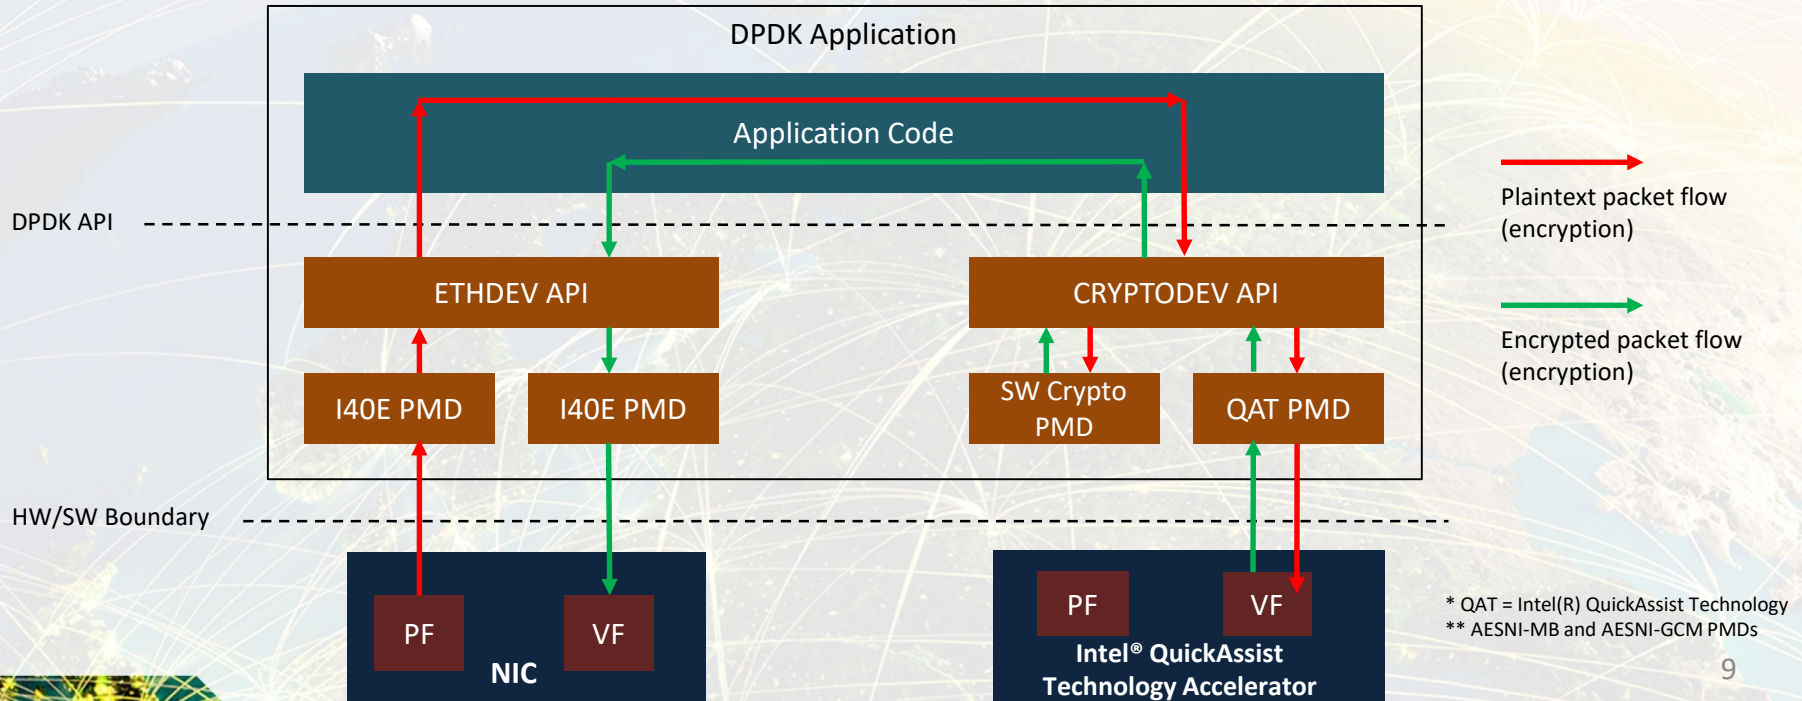 DPDK Application
Application Code
DPDK API
Plaintext packet flow
(encryption)
ETHDEV API
CRYPTODEV API
Encrypted packet flow
(encryption)
I40E PMD
I40E PMD
SW Crypto
PMD
QAT PMD
HW/SW Boundary
PF
VF
NIC
PF
VF
Intel® QuickAssist
Technology Accelerator
* QAT = Intel(R) QuickAssist Technology
** AESNI-MB and AESNI-GCM PMDs
9